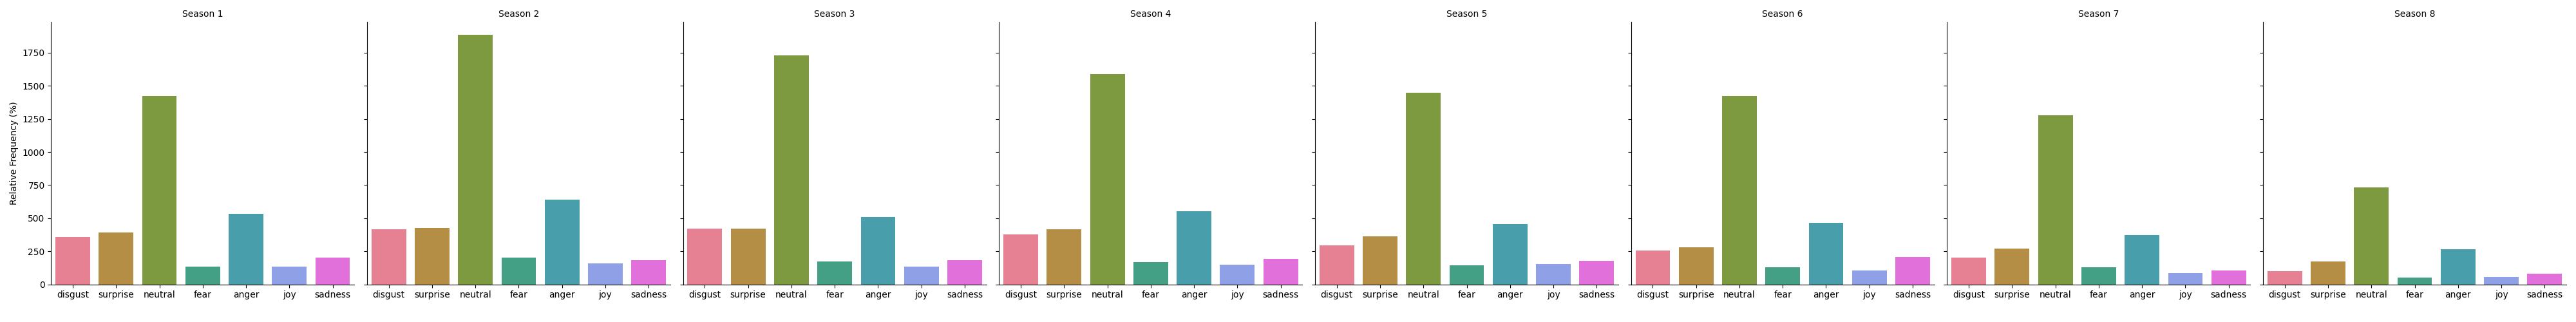 Season 1
Season 2
Season 3
Season 4
Season 5
Season 6
Season 7
Season 8
Relative Frequency (%)
1750
1500
1250
1000
750
500
250
0
disgust surprise neutral fear anger joy sadness
disgust surprise neutral fear anger joy sadness
disgust surprise neutral fear anger joy sadness
disgust surprise neutral fear anger joy sadness
disgust surprise neutral fear anger joy sadness
disgust surprise neutral fear anger joy sadness
disgust surprise neutral fear anger joy sadness
disgust surprise neutral fear anger joy sadness